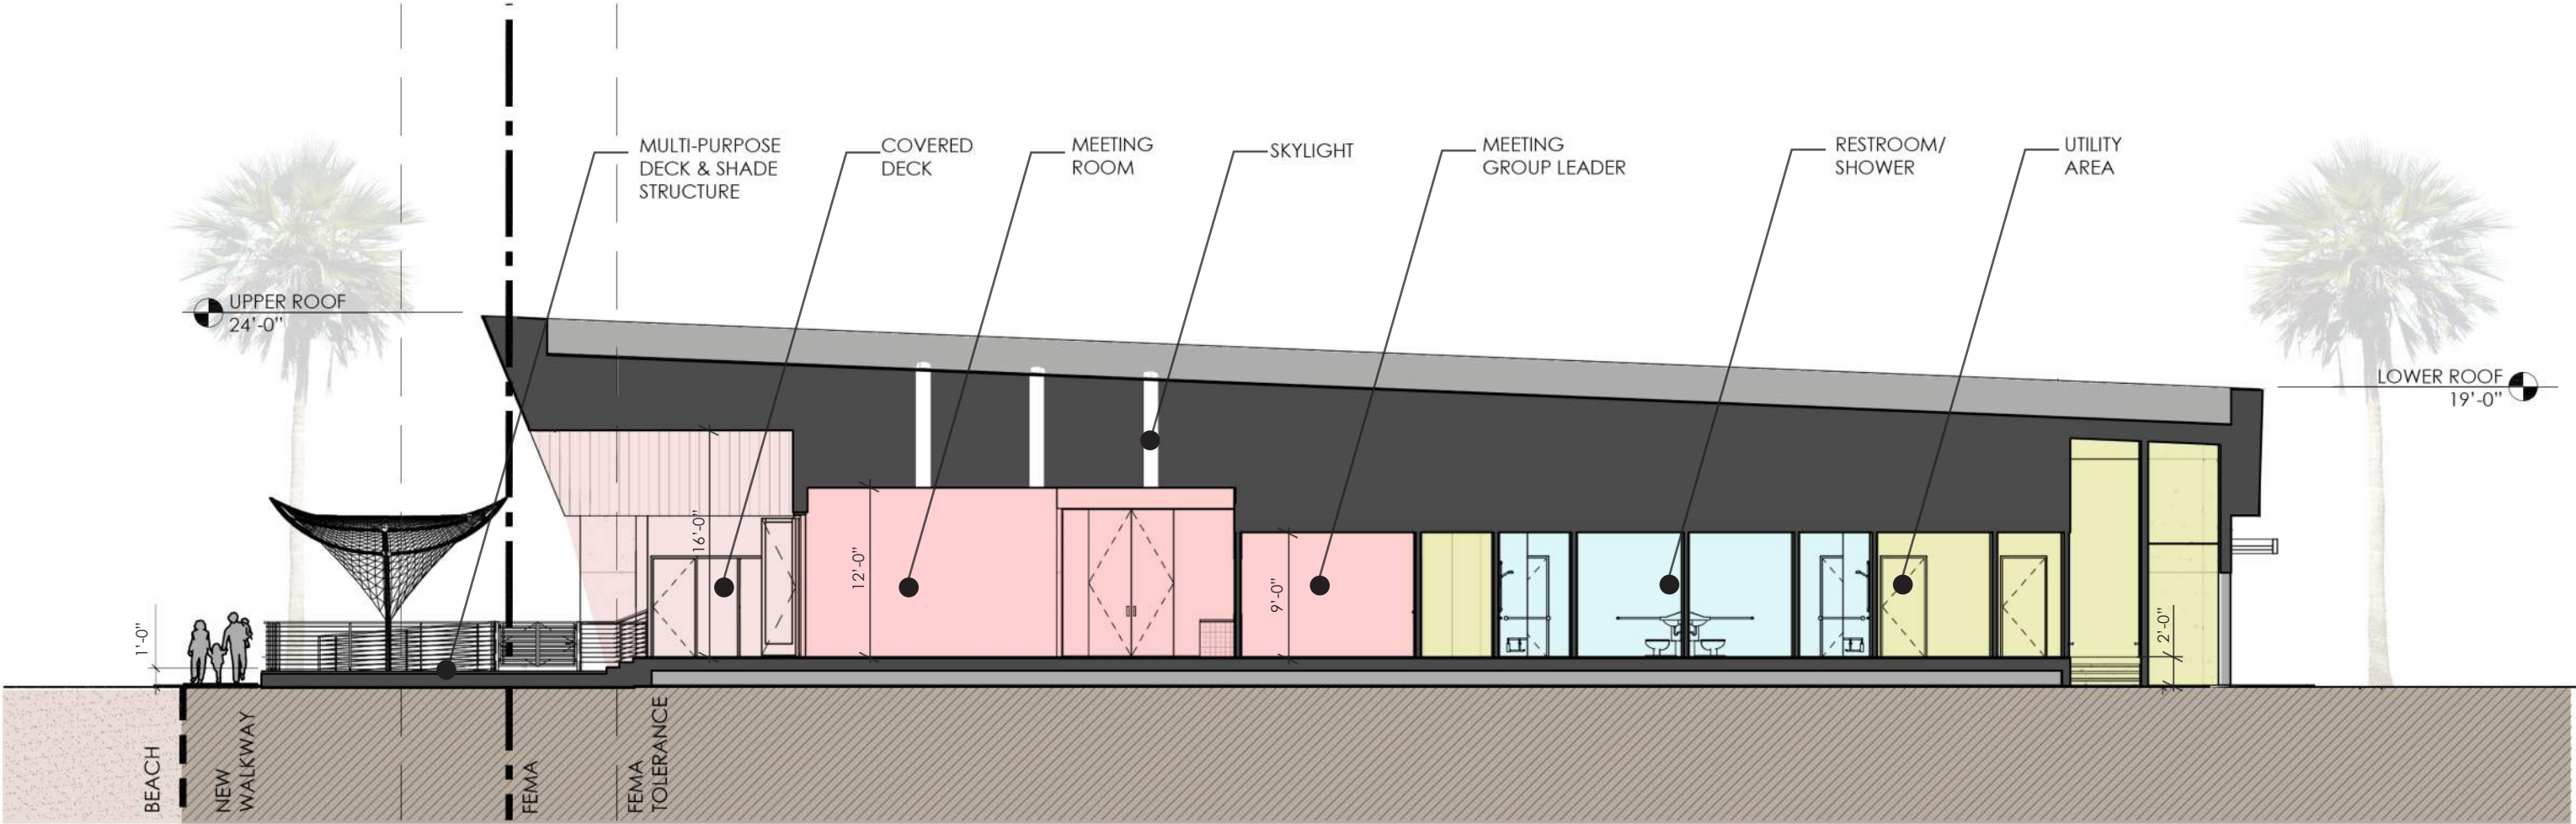 MULTI-PURPOSE
DECK & SHADE
STRUCTURE
COVERED
DECK
MEETING
ROOM
SKYLIGHT
MEETING
GROUP LEADER
RESTROOM/
SHOWER
UTILITY
AREA
UPPER ROOF
24'-0"
LOWER ROOF
19'-0"
16'-0"
12'-0"
9'-0"
1'-0"
2'-0"
BEACH
NEW
WALKWAY
FEMA
FEMA
TOLERANCE